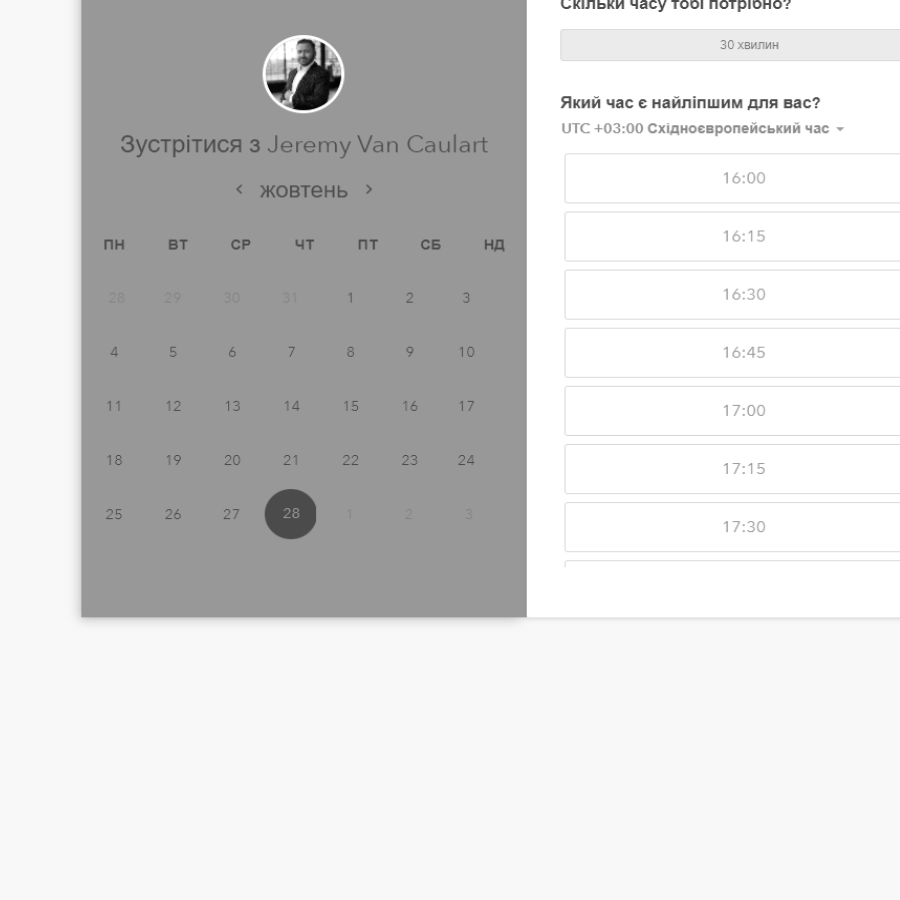 Зустрітися з Jeremy Van Caulart
жовтень
ПН ВТ СР ЧТ ПТ СБ НД
28 29 30 31 1 2 3
4 5 6 7 8 9 10
11 12 13 14 15 16 17
18 19 20 21 22 23 24
25 26 27 28 1 2 3
Скільки часу тобі потрібно?
30 хвилин
Який час є найліпшим для вас?
UTC +03:00 Східноєвропейський час
16:00
16:15
16:30
16:45
17:00
17:15
17:30